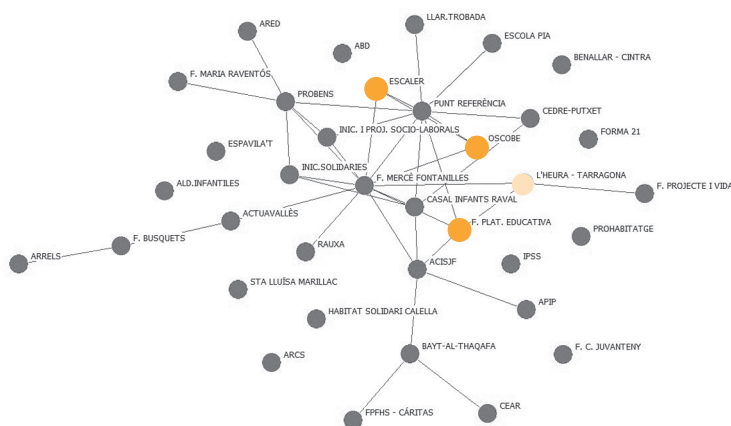 LLAR.TROBADA
ARED
ESCOLA PIA
ABD
BENALLAR - CINTRA
F. MARIA RAVENTÓS
ESCALER
PROBENS
PUNT REFERÈNCIA
CEDRE-PUTXET
INIC. I PROJ. SOCIO-LABORALS
FORMA 21
ESPAVILA'T
OSCOBE
INIC.SOLIDARIES
F. MERCÈ FONTANILLES
L'HEURA - TARRAGONA
ALD.INFANTILES
F. PROJECTE I VIDA
CASAL INFANTS RAVAL
ACTUAVALLÈS
F. PLAT. EDUCATIVA
PROHABITATGE
F. BUSQUETS
RAUXA
ARRELS
ACISJF
IPSS
STA LLUÏSA MARILLAC
APIP
HABITAT SOLIDARI CALELLA
BAYT-AL-THAQAFA
F. C. JUVANTENY
ARCS
CEAR
FPFHS - CÁRITAS